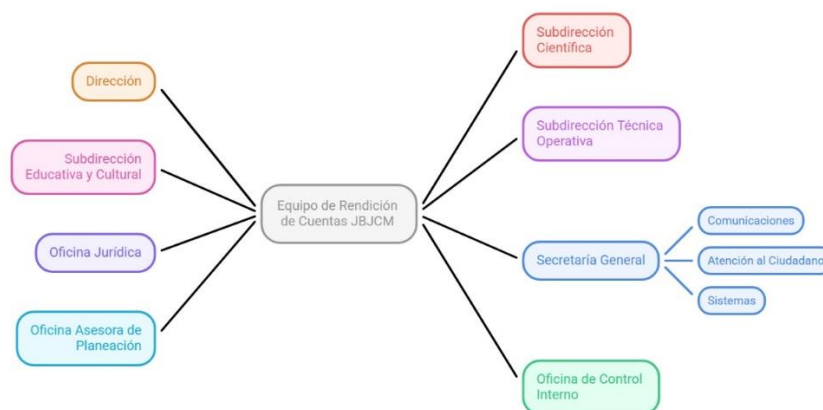 Dirección
Subdirección
Educativa y Cultural
Oficina Jurídica
Oficina Asesora de
Planeación
Equipo de Rendición
de Cuentas JBJCM
Subdirección
Científica
Subdirección Técnica
Operativa
Secretaría General
Comunicaciones
Atención al Ciudadano
Sistemas
Oficina de Control
Interno